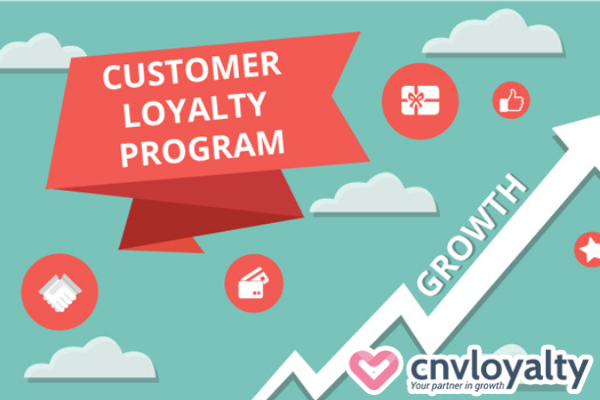 CUSTOMER
LOYALTY
PROGRAM
GROWTH
cnvloyalty
Your partner in growth